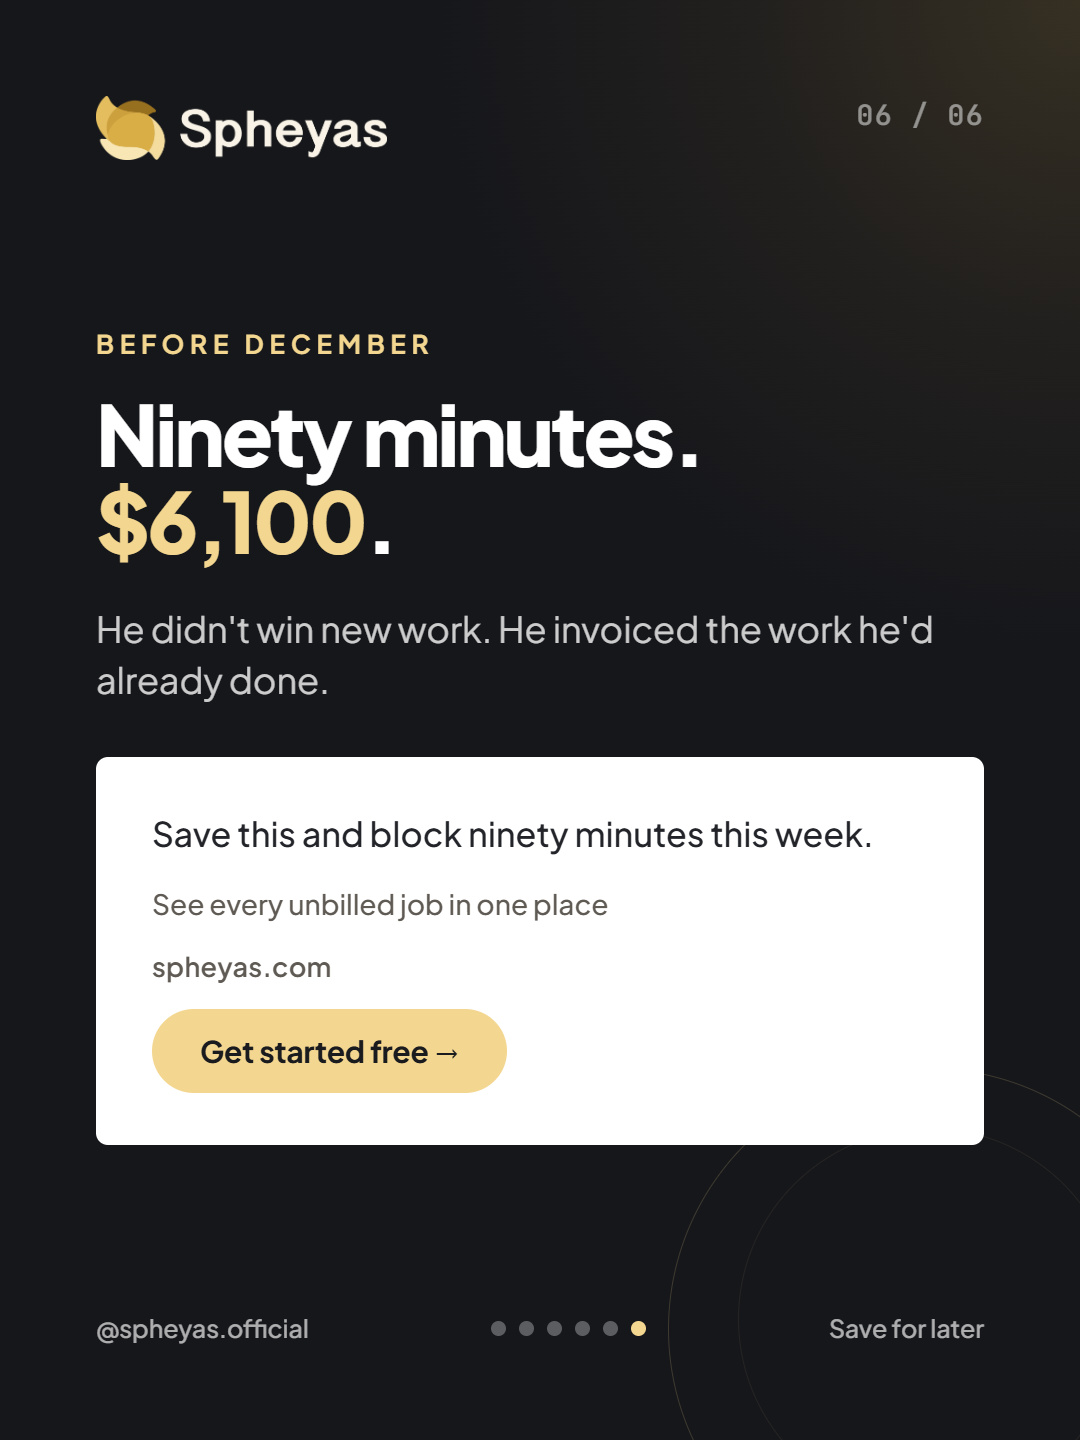 Spheyas
06 / 06
BEFORE DECEMBER
Ninety minutes.
$6,100.
He didn't win new work. He invoiced the work he'd
already done.
Save this and block ninety minutes this week.
See every unbilled job in one place
spheyas.com
Get started free →
@spheyas.official
Save for later